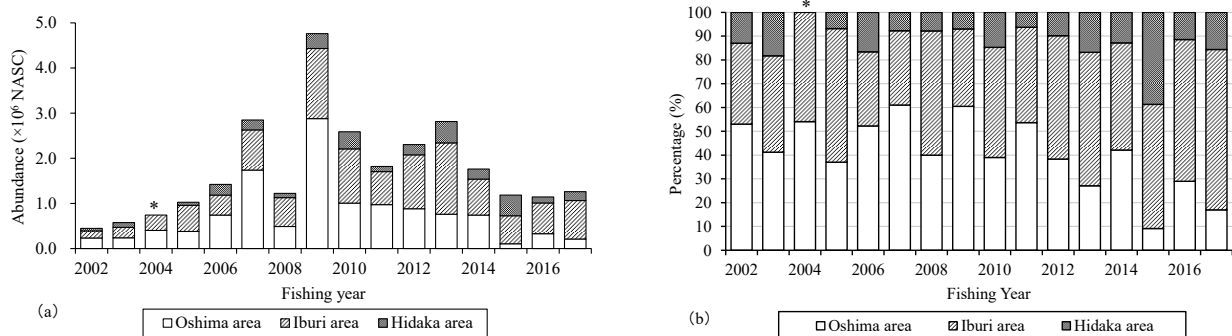 5.0
4.0
3.0
2.0
1.0
0.0
Abundance (×10⁶ NASC)
*
2002 2004 2006 2008 2010 2012 2014 2016
Fishing year
(a)
Oshima area Iburi area Hidaka area
100
90
80
70
60
50
40
30
20
10
0
Percentage (%)
*
2002 2004 2006 2008 2010 2012 2014 2016
Fishing Year
(b)
Oshima area Iburi area Hidaka area